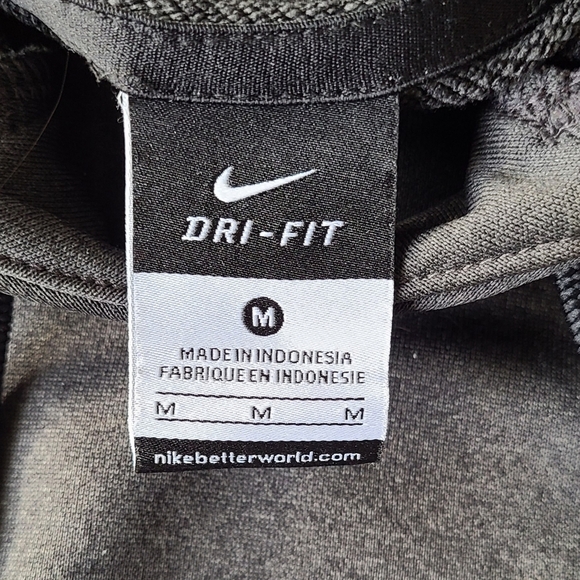 DRI-FIT
M
MADE IN INDONESIA
FABRIQUE EN INDONESIE
M M M
nikebetterworld.com